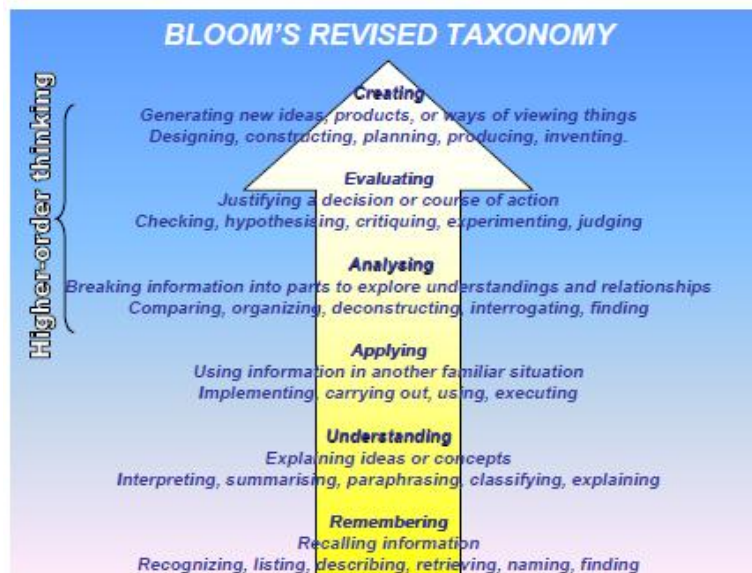 BLOOM'S REVISED TAXONOMY
Higher-order thinking
Creating
Generating new ideas, products, or ways of viewing things
Designing, constructing, planning, producing, inventing.
Evaluating
Justifying a decision or course of action
Checking, hypothesising, critiquing, experimenting, judging
Analysing
Breaking information into parts to explore understandings and relationships
Comparing, organizing, deconstructing, interrogating, finding
Applying
Using information in another familiar situation
Implementing, carrying out, using, executing
Understanding
Explaining ideas or concepts
Interpreting, summarising, paraphrasing, classifying, explaining
Remembering
Recalling information
Recognizing, listing, describing, retrieving, naming, finding